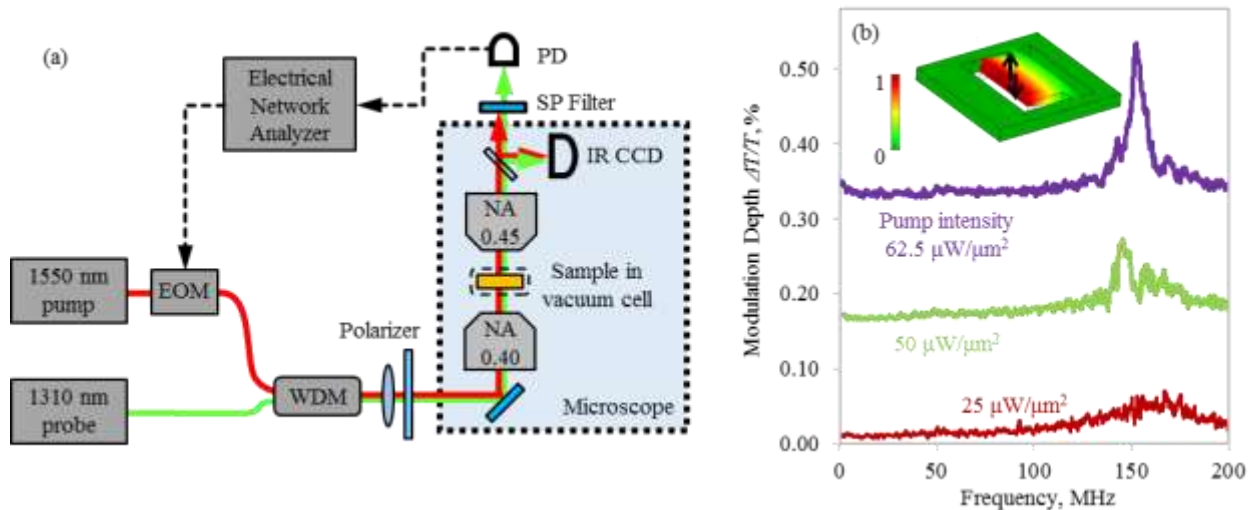 (a)
PD
Electrical
Network
Analyzer
SP Filter
IR CCD
NA
0.45
1550 nm
pump
EOM
Sample in
vacuum cell
Polarizer
NA
0.40
1310 nm
probe
WDM
Microscope
(b)
1
0
0.50
0.40
0.30
0.20
0.10
0.00
Modulation Depth ΔT/T, %
Pump intensity
62.5 μW/μm²
50 μW/μm²
25 μW/μm²
0
50
100
150
200
Frequency, MHz